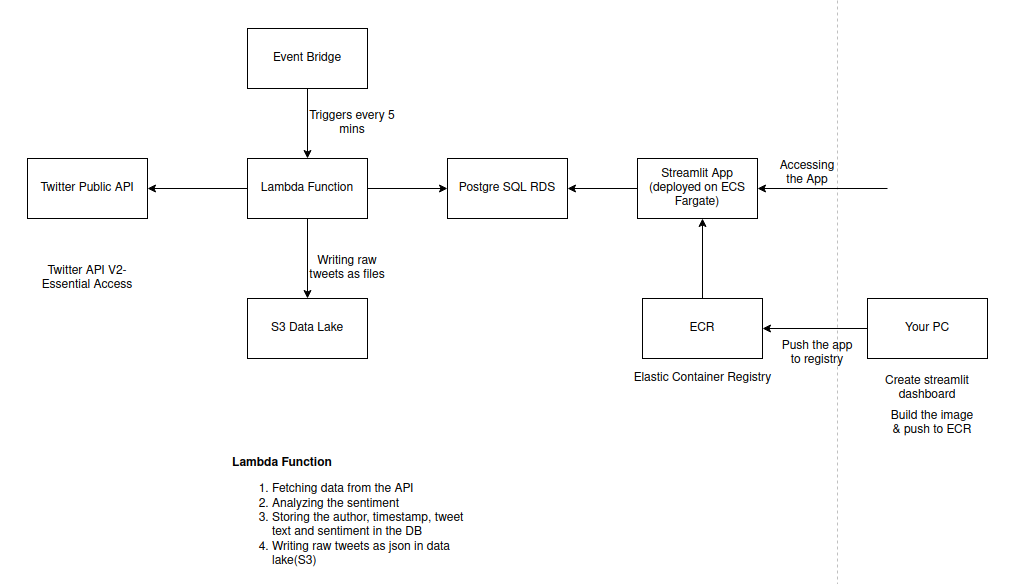 Event Bridge
Triggers every 5
mins
Twitter Public API
Lambda Function
Postgre SQL RDS
Streamlit App
(deployed on ECS
Fargate)
Accessing
the App
Twitter API V2-
Essential Access
Writing raw
tweets as files
S3 Data Lake
ECR
Your PC
Push the app
to registry
Elastic Container Registry
Create streamlit
dashboard
Build the image
& push to ECR
Lambda Function
1. Fetching data from the API
2. Analyzing the sentiment
3. Storing the author, timestamp, tweet
text and sentiment in the DB
4. Writing raw tweets as json in data
lake(S3)